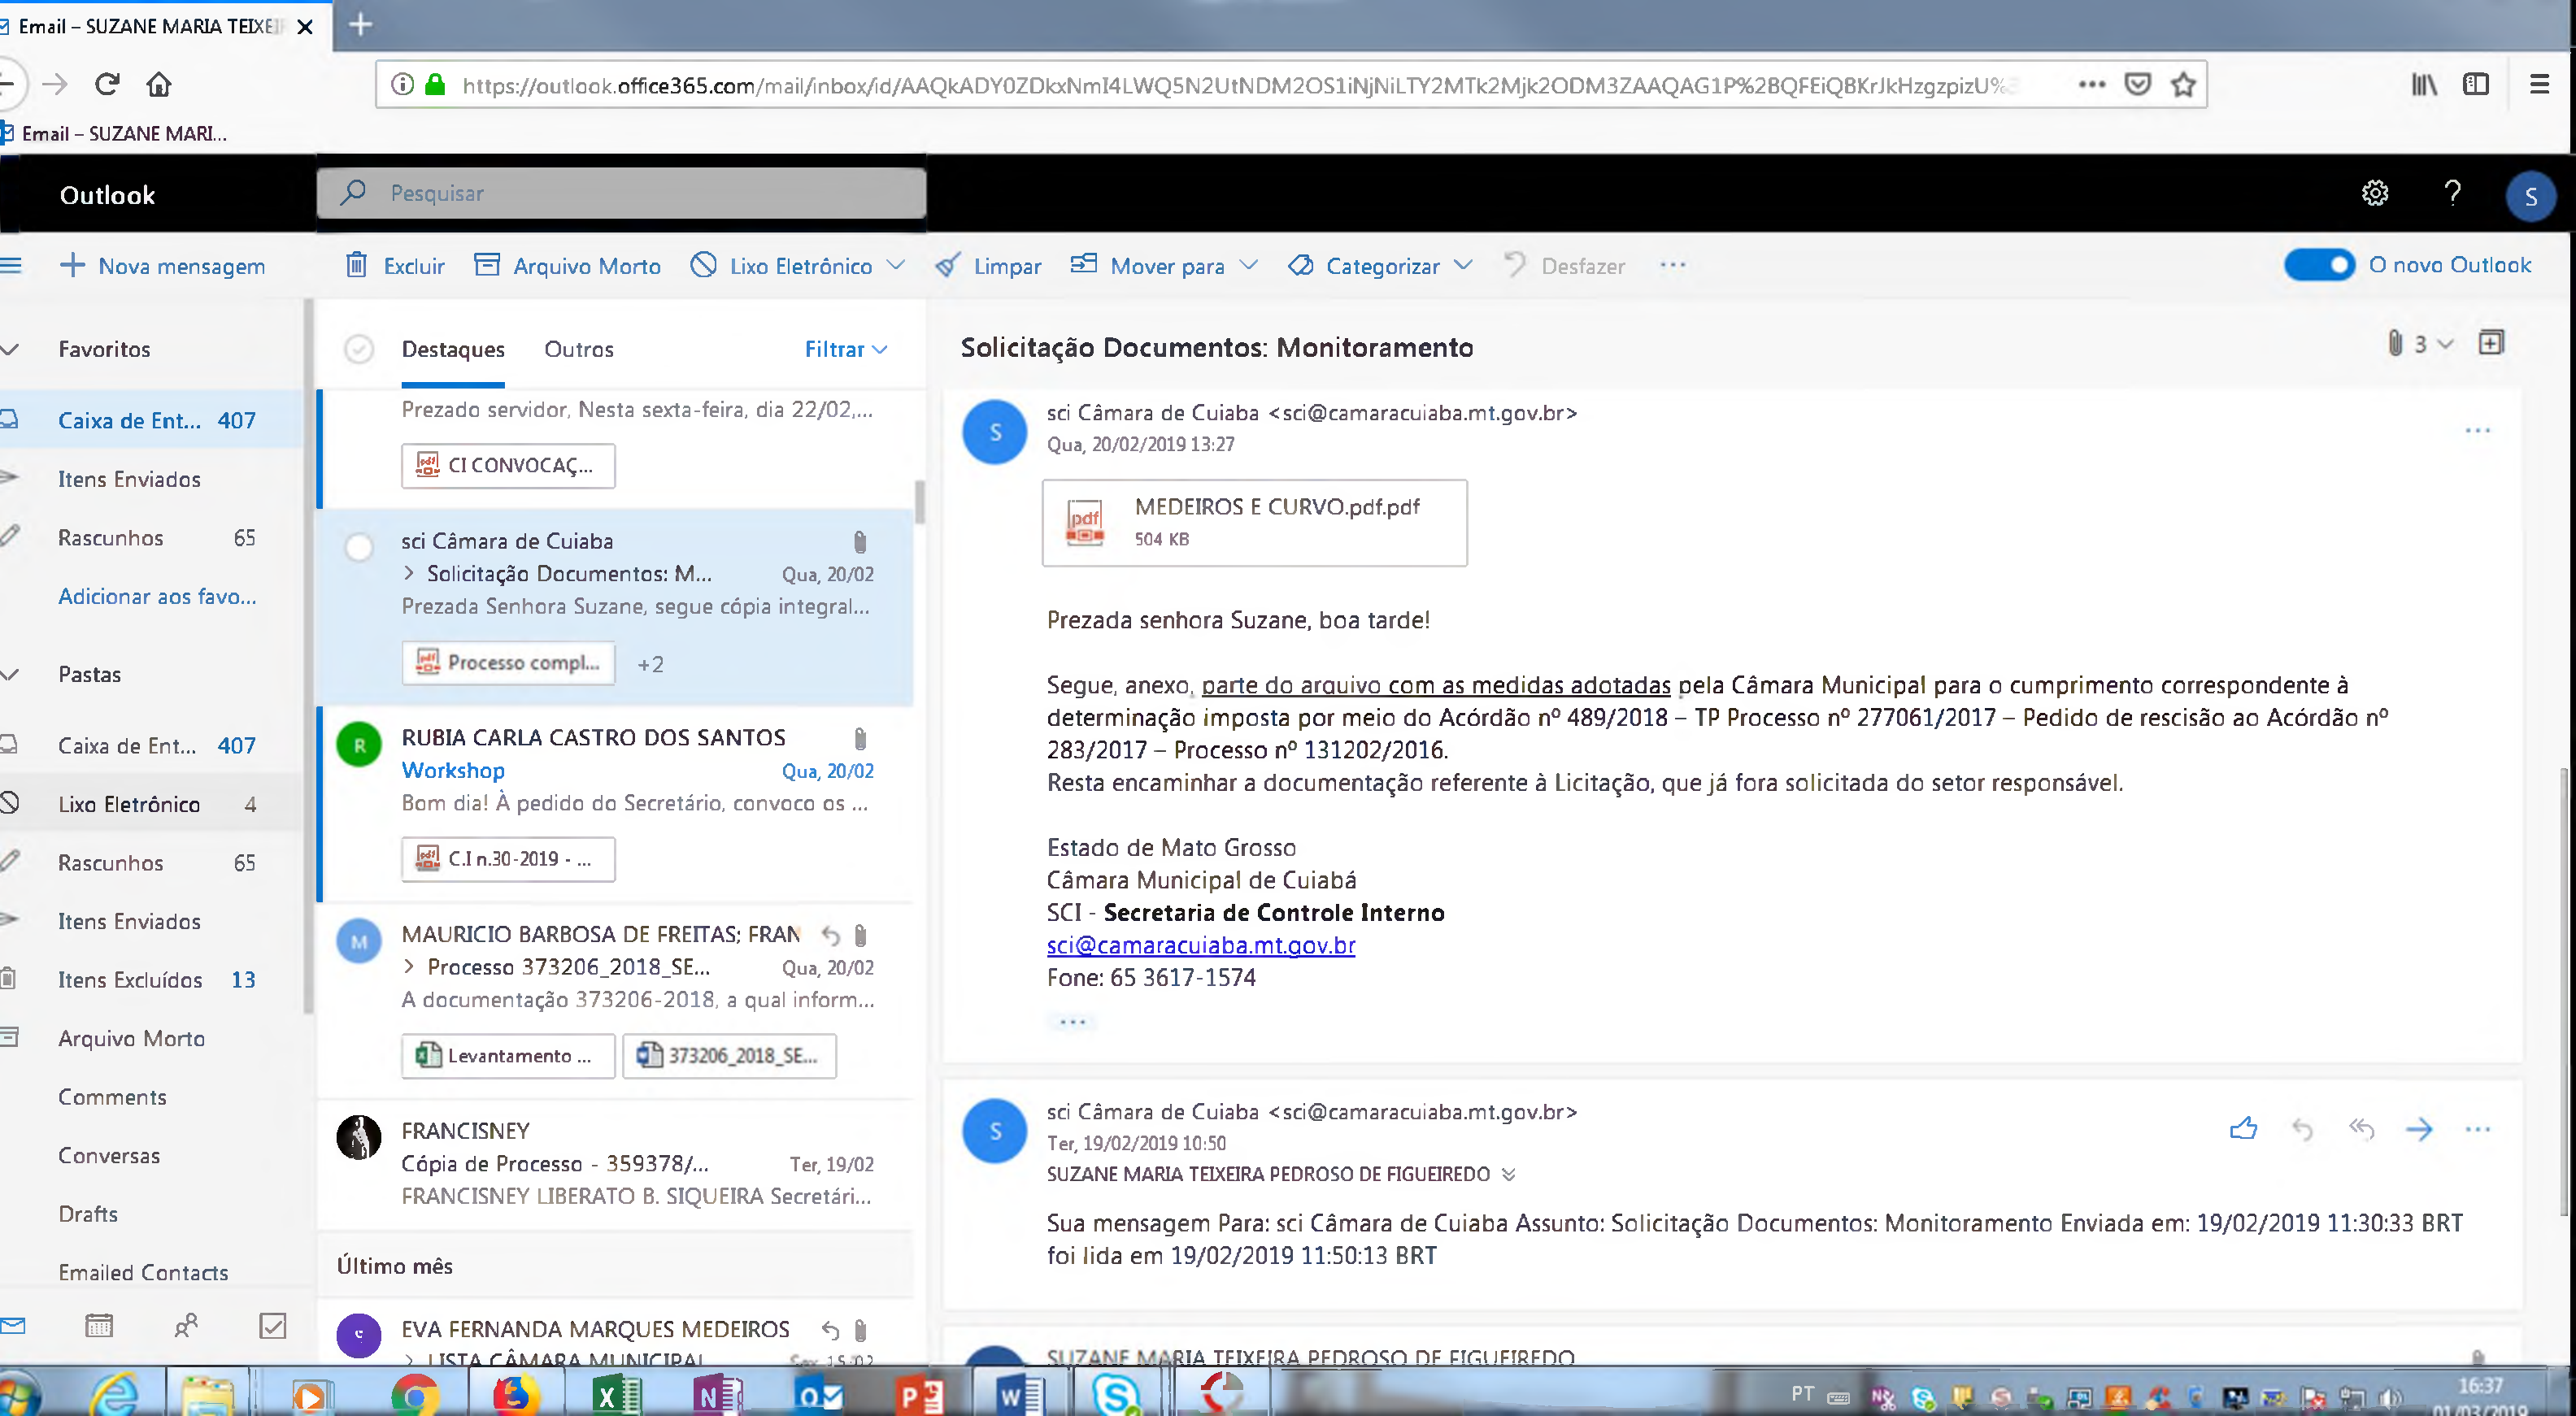 Email – SUZANE MARIA TEIXEI
https://outlook.office365.com/mail/inbox/id/AAQkADY0ZDkxNmI4LWQ5N2UtNDM2OS1iNjNiLTY2MTk2Mjk2ODM3ZAAQAG1P%2BQFEiQBKrJkHzgzpizU%
Email – SUZANE MARI...
Outlook
Pesquisar
S
Nova mensagem
Excluir
Arquivo Morto
Lixo Eletrônico
Limpar
Mover para
Categorizar
Desfazer
O novo Outlook
Favoritos
Caixa de Ent... 407
Itens Enviados
Rascunhos 65
Adicionar aos favo...
Pastas
Caixa de Ent... 407
Lixo Eletrônico 4
Rascunhos 65
Itens Enviados
Itens Excluídos 13
Arquivo Morto
Comments
Conversas
Drafts
Emailed Contacts
Destaques Outros Filtrar
Prezado servidor, Nesta sexta-feira, dia 22/02,...
CI CONVOCAÇ...
sci Câmara de Cuiaba
> Solicitação Documentos: M... Qua, 20/02
Prezada Senhora Suzane, segue cópia integral...
Processo compl... +2
R
RUBIA CARLA CASTRO DOS SANTOS
Workshop Qua, 20/02
Bom dia! À pedido do Secretário, convoco os ...
C.I n.30-2019 - ...
M
MAURICIO BARBOSA DE FREITAS; FRAN
> Processo 373206_2018_SE... Qua, 20/02
A documentação 373206-2018, a qual inform...
Levantamento ... 373206_2018_SE...
FRANCISNEY
Cópia de Processo - 359378/... Ter, 19/02
FRANCISNEY LIBERATO B. SIQUEIRA Secretári...
Último mês
EVA FERNANDA MARQUES MEDEIROS
> LISTA CÂMARA MUNICIPAL
Solicitação Documentos: Monitoramento
3
S
sci Câmara de Cuiaba <sci@camaracuiaba.mt.gov.br>
Qua, 20/02/2019 13:27
MEDEIROS E CURVO.pdf.pdf
504 KB
Prezada senhora Suzane, boa tarde!
Segue, anexo, parte do arquivo com as medidas adotadas pela Câmara Municipal para o cumprimento correspondente à
determinação imposta por meio do Acórdão nº 489/2018 – TP Processo nº 277061/2017 – Pedido de rescisão ao Acórdão nº
283/2017 – Processo nº 131202/2016.
Resta encaminhar a documentação referente à Licitação, que já fora solicitada do setor responsável.
Estado de Mato Grosso
Câmara Municipal de Cuiabá
SCI - Secretaria de Controle Interno
sci@camaracuiaba.mt.gov.br
Fone: 65 3617-1574
S
sci Câmara de Cuiaba <sci@camaracuiaba.mt.gov.br>
Ter, 19/02/2019 10:50
SUZANE MARIA TEIXEIRA PEDROSO DE FIGUEIREDO
Sua mensagem Para: sci Câmara de Cuiaba Assunto: Solicitação Documentos: Monitoramento Enviada em: 19/02/2019 11:30:33 BRT
foi lida em 19/02/2019 11:50:13 BRT
SUZANE MARIA TEIXEIRA PEDROSO DE FIGUEIREDO
PT
16:37
01/03/2019